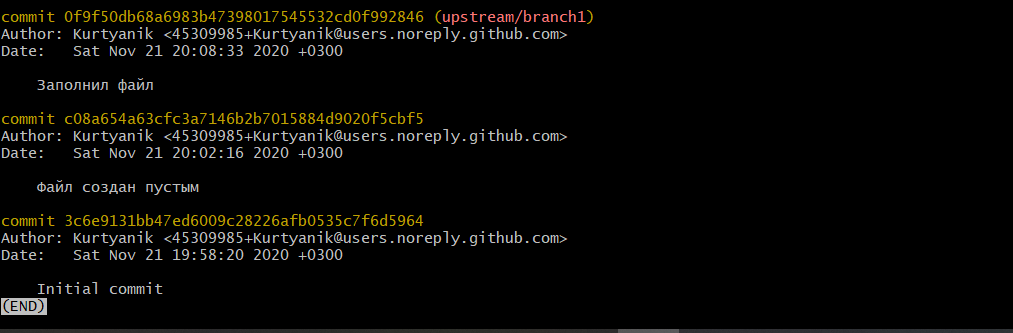 commit 0f9f50db68a6983b47398017545532cd0f992846 (upstream/branch1)
Author: Kurtyanik <45309985+Kurtyanik@users.noreply.github.com>
Date:   Sat Nov 21 20:08:33 2020 +0300
Заполнил файл
commit c08a654a63cfc3a7146b2b7015884d9020f5cbf5
Author: Kurtyanik <45309985+Kurtyanik@users.noreply.github.com>
Date:   Sat Nov 21 20:02:16 2020 +0300
Файл создан пустым
commit 3c6e9131bb47ed6009c28226afb0535c7f6d5964
Author: Kurtyanik <45309985+Kurtyanik@users.noreply.github.com>
Date:   Sat Nov 21 19:58:20 2020 +0300
Initial commit
(END)